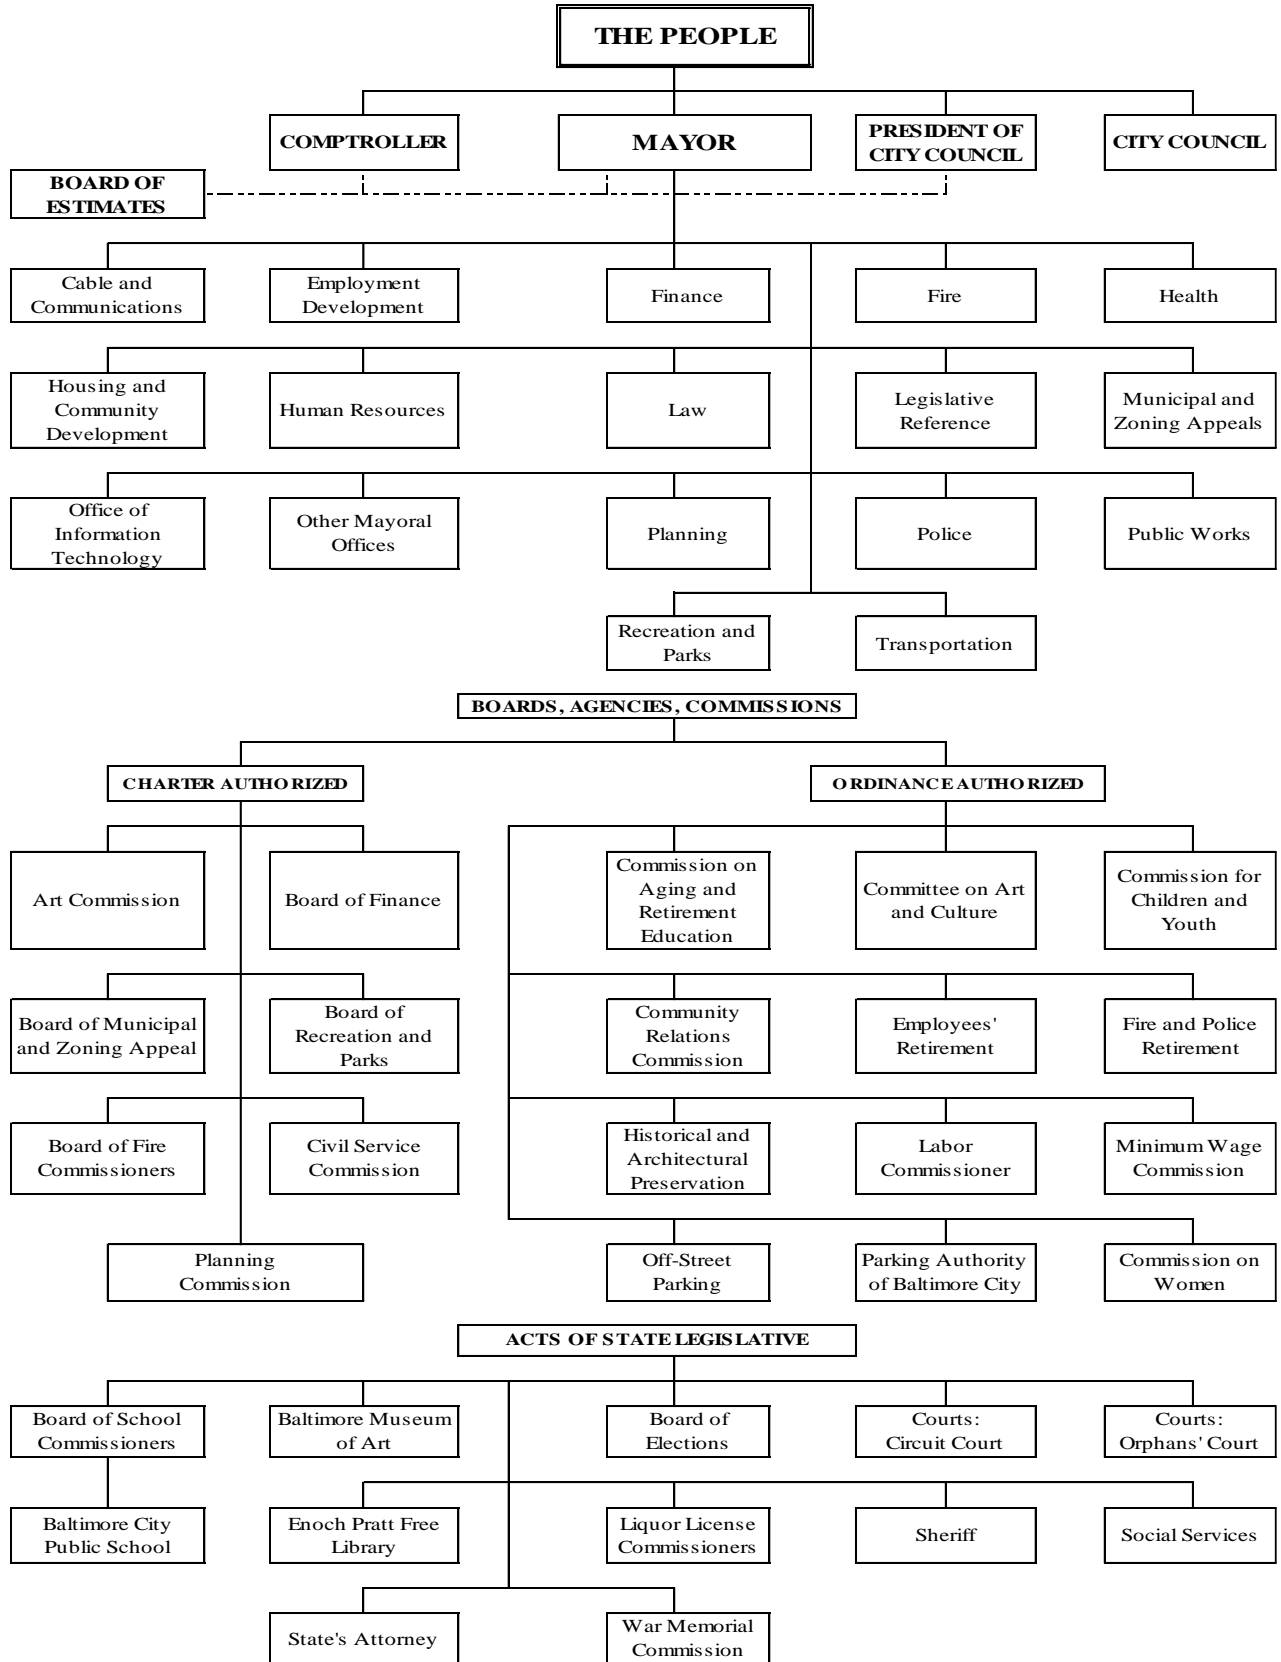 THE PEOPLE
COMPTROLLER
MAYOR
PRESIDENT OF
CITY COUNCIL
CITY COUNCIL
BOARD OF
ESTIMATES
Cable and
Communications
Employment
Development
Finance
Fire
Health
Housing and
Community
Development
Human Resources
Law
Legislative
Reference
Municipal and
Zoning Appeals
Office of
Information
Technology
Other Mayoral
Offices
Planning
Police
Public Works
Recreation and
Parks
Transportation
BOARDS, AGENCIES, COMMISSIONS
CHARTER AUTHORIZED
ORDINANCE AUTHORIZED
Art Commission
Board of Finance
Commission on
Aging and
Retirement
Education
Committee on Art
and Culture
Commission for
Children and
Youth
Board of Municipal
and Zoning Appeal
Board of
Recreation and
Parks
Community
Relations
Commission
Employees'
Retirement
Fire and Police
Retirement
Board of Fire
Commissioners
Civil Service
Commission
Historical and
Architectural
Preservation
Labor
Commissioner
Minimum Wage
Commission
Planning
Commission
Off-Street
Parking
Parking Authority
of Baltimore City
Commission on
Women
ACTS OF STATE LEGISLATIVE
Board of School
Commissioners
Baltimore Museum
of Art
Board of
Elections
Courts:
Circuit Court
Courts:
Orphans' Court
Baltimore City
Public School
Enoch Pratt Free
Library
Liquor License
Commissioners
Sheriff
Social Services
State's Attorney
War Memorial
Commission